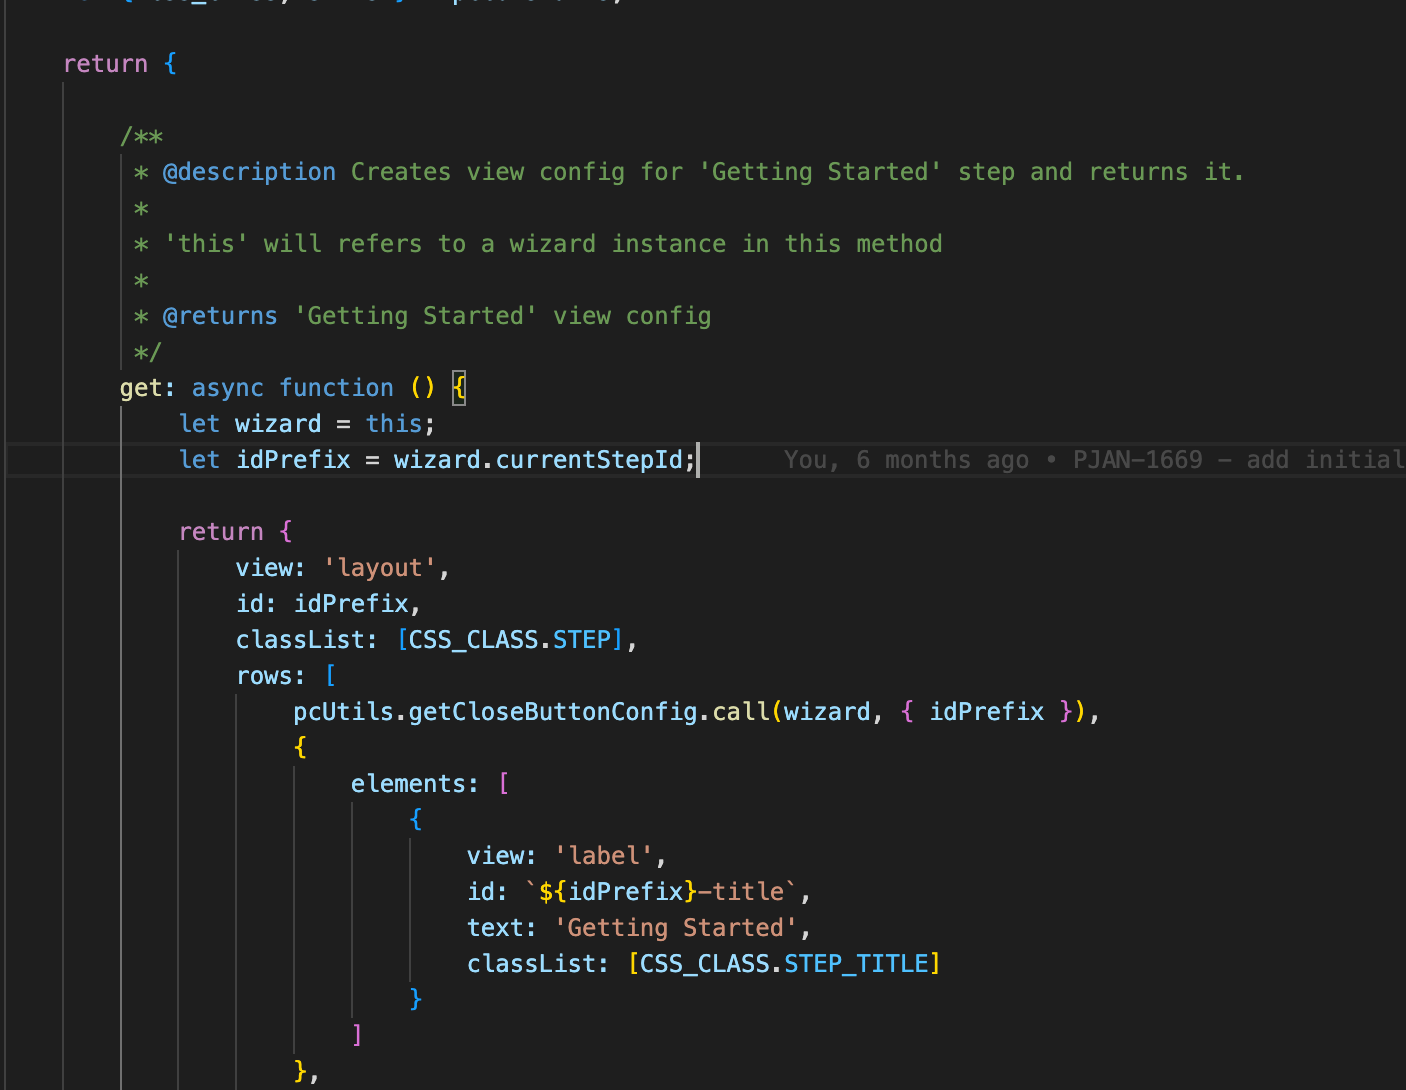 return {
/**
* @description Creates view config for 'Getting Started' step and returns it.
*
* 'this' will refers to a wizard instance in this method
*
* @returns 'Getting Started' view config
*/
get: async function () {
let wizard = this;
let idPrefix = wizard.currentStepId; You, 6 months ago • PJAN-1669 – add initial
return {
view: 'layout',
id: idPrefix,
classList: [CSS_CLASS.STEP],
rows: [
pcUtils.getCloseButtonConfig.call(wizard, { idPrefix }),
{
elements: [
{
view: 'label',
id: `${idPrefix}-title`,
text: 'Getting Started',
classList: [CSS_CLASS.STEP_TITLE]
}
]
},